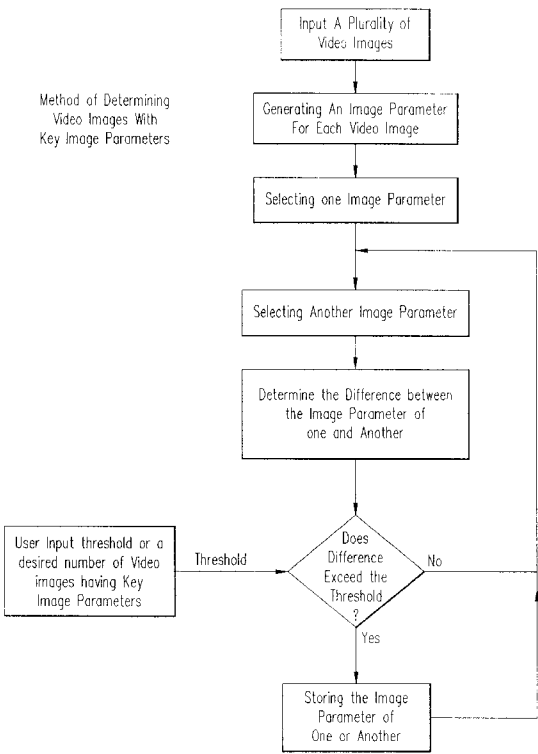 Input A Plurality of
Video Images
Method of Determining
Video Images With
Key Image Parameters
Generating An Image Parameter
For Each Video Image
Selecting one Image Parameter
Selecting Another Image Parameter
Determine the Difference between
the Image Parameter of
one and Another
User Input threshold or a
desired number of Video
images having Key
Image Parameters
Threshold
Does
Difference
Exceed the
Threshold
?
No
Yes
Storing the Image
Parameter of
One or Another